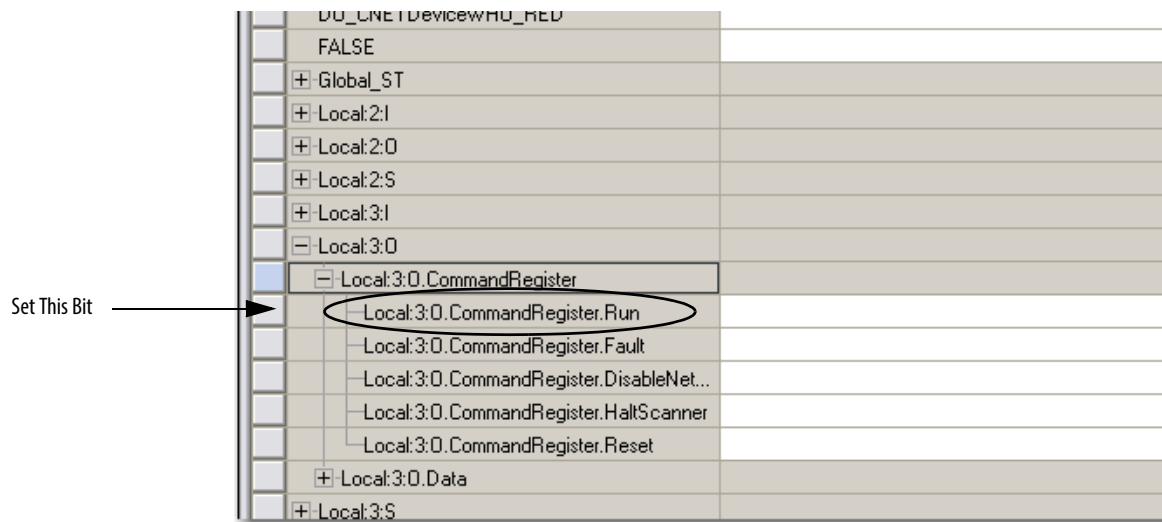 DU_CNETDeviceWHU_RED
FALSE
Global_ST
Local:2:I
Local:2:O
Local:2:S
Local:3:I
Local:3:O
Local:3:O.CommandRegister
Set This Bit
Local:3:O.CommandRegister.Run
Local:3:O.CommandRegister.Fault
Local:3:O.CommandRegister.DisableNet...
Local:3:O.CommandRegister.HaltScanner
Local:3:O.CommandRegister.Reset
Local:3:O.Data
Local:3:S